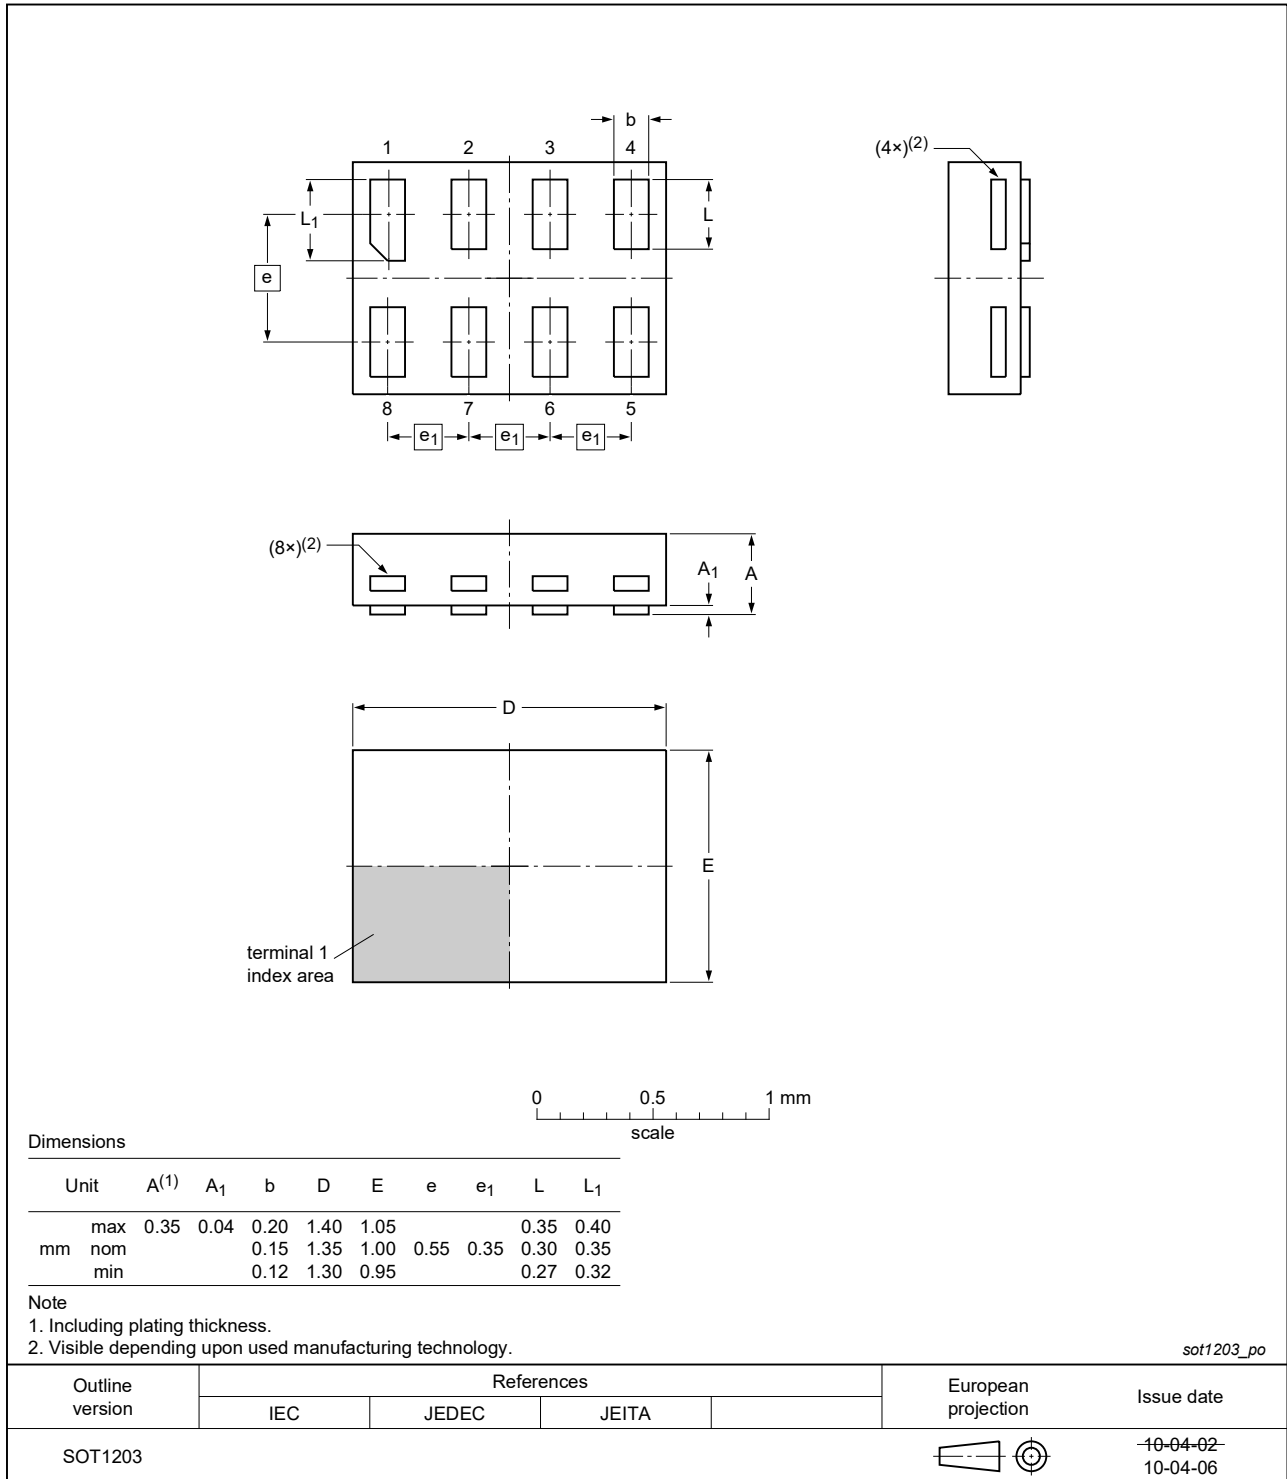 b
1 2 3 4
(4×)(2)
L1
L
e
8 7 6 5
e1 e1 e1
(8×)(2)
A1 A
D
E
terminal 1
index area
0 0.5 1 mm
scale
Dimensions
Unit A(1) A1 b D E e e1 L L1
max 0.35 0.04 0.20 1.40 1.05 0.35 0.40
mm nom 0.15 1.35 1.00 0.55 0.35 0.30 0.35
min 0.12 1.30 0.95 0.27 0.32
Note
1. Including plating thickness.
2. Visible depending upon used manufacturing technology.
sot1203_po
Outline
version
References
IEC JEDEC JEITA
European
projection
Issue date
SOT1203
10-04-02
10-04-06